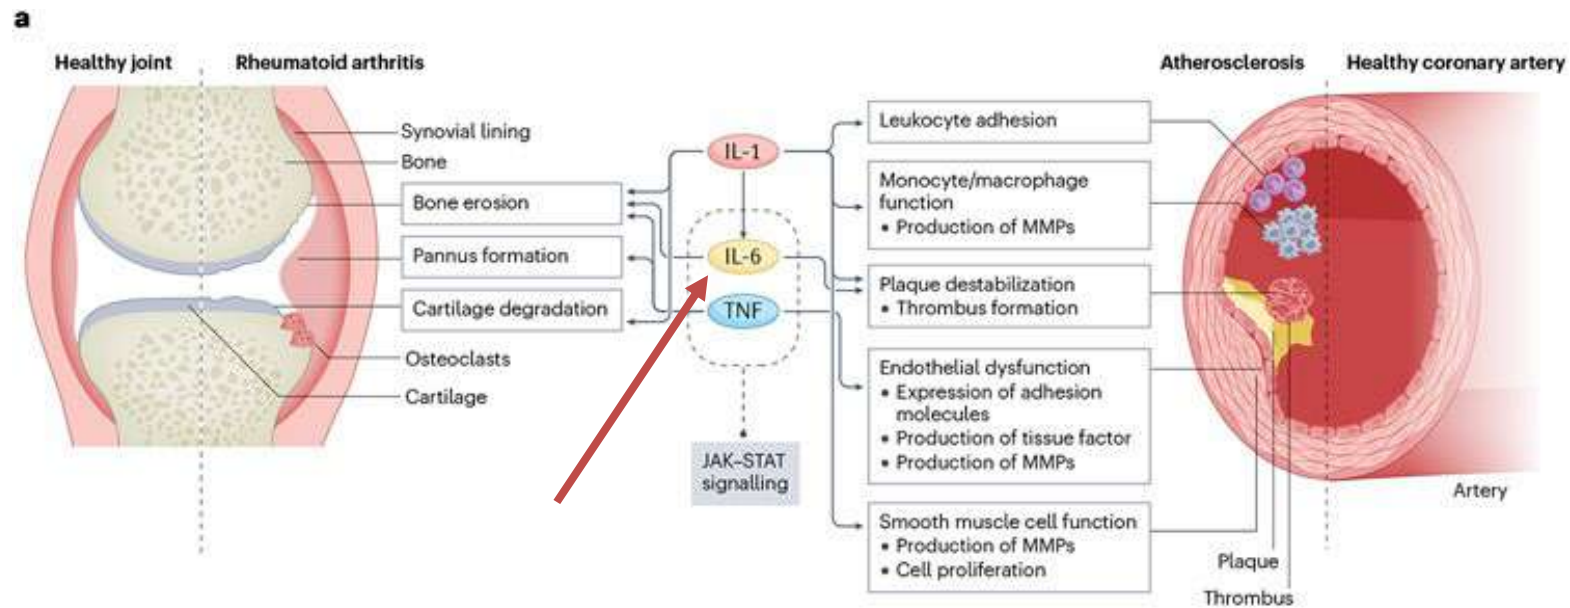 a
Healthy joint
Rheumatoid arthritis
Synovial lining
Bone
Bone erosion
Pannus formation
Cartilage degradation
Osteoclasts
Cartilage
IL-1
IL-6
TNF
JAK–STAT
signalling
Leukocyte adhesion
Monocyte/macrophage
function
• Production of MMPs
Plaque destabilization
• Thrombus formation
Endothelial dysfunction
• Expression of adhesion
molecules
• Production of tissue factor
• Production of MMPs
Smooth muscle cell function
• Production of MMPs
• Cell proliferation
Atherosclerosis
Healthy coronary artery
Artery
Plaque
Thrombus